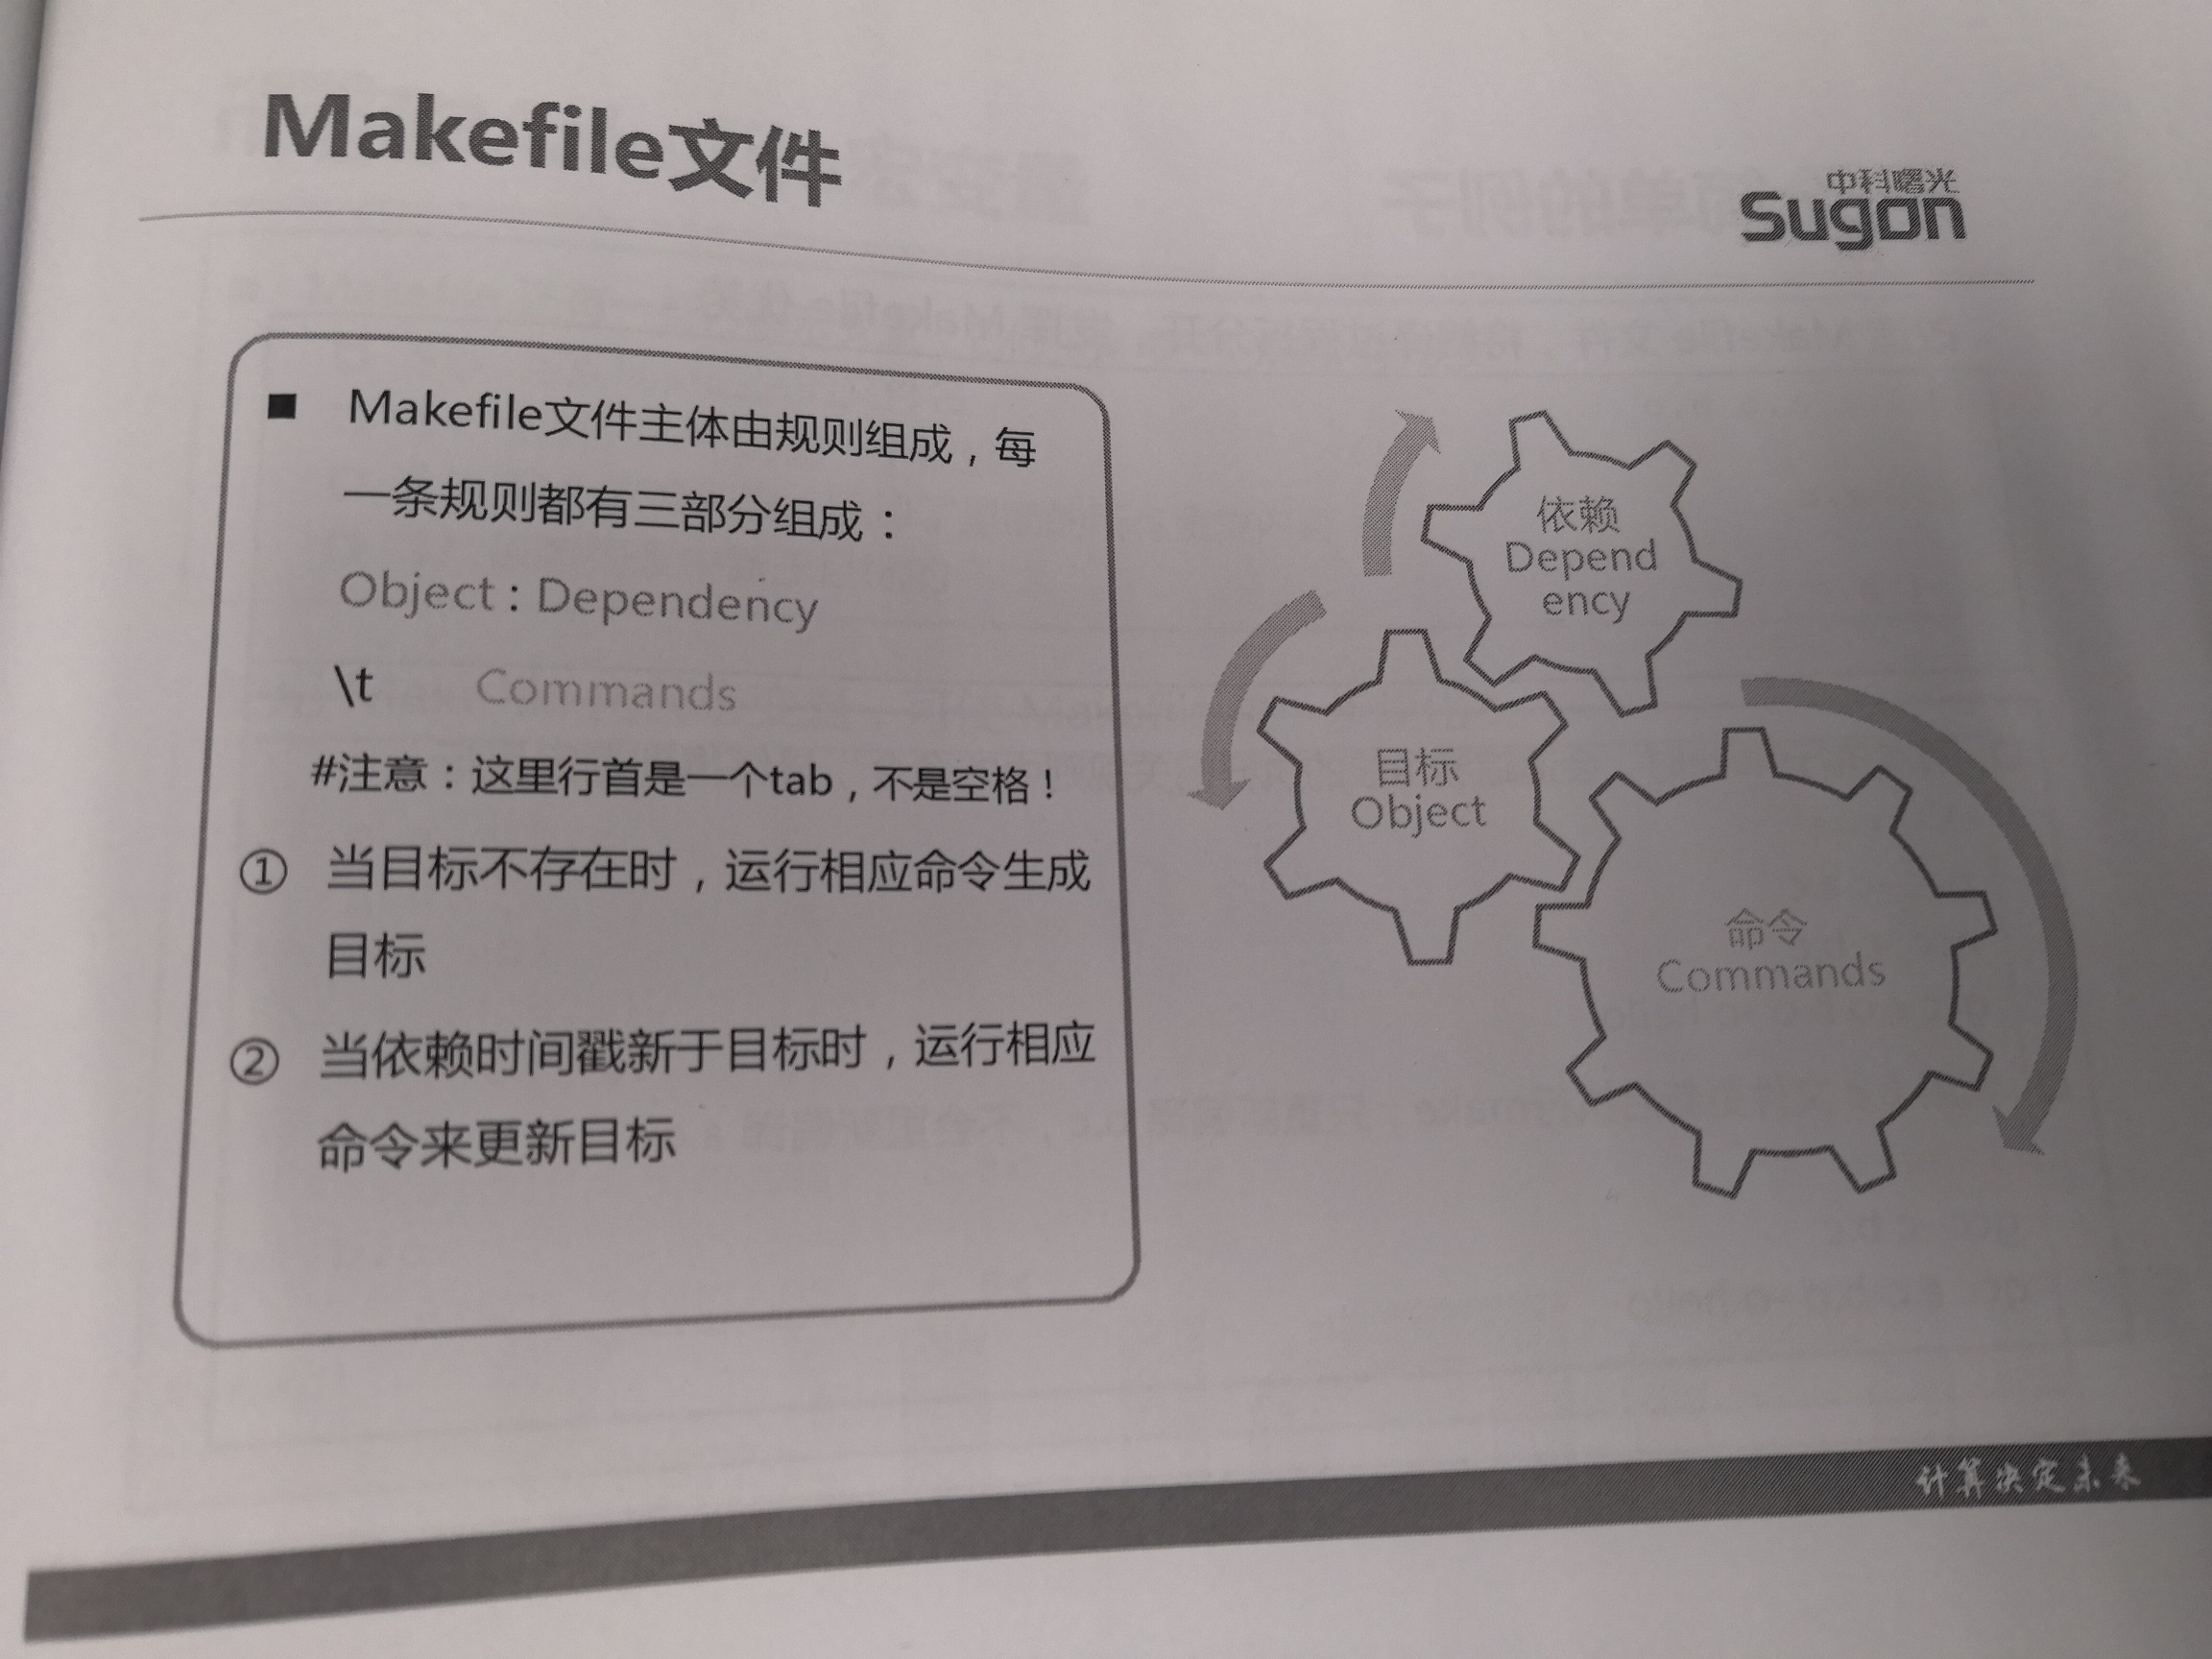 Makefile文件
中科曙光
Sugon
■ Makefile文件主体由规则组成，每
一条规则都有三部分组成：
Object : Dependency
\t Commands
#注意：这里行首是一个tab，不是空格！
① 当目标不存在时，运行相应命令生成
目标
② 当依赖时间戳新于目标时，运行相应
命令来更新目标
依赖
Depend
ency
目标
Object
命令
Commands
计算决定未来